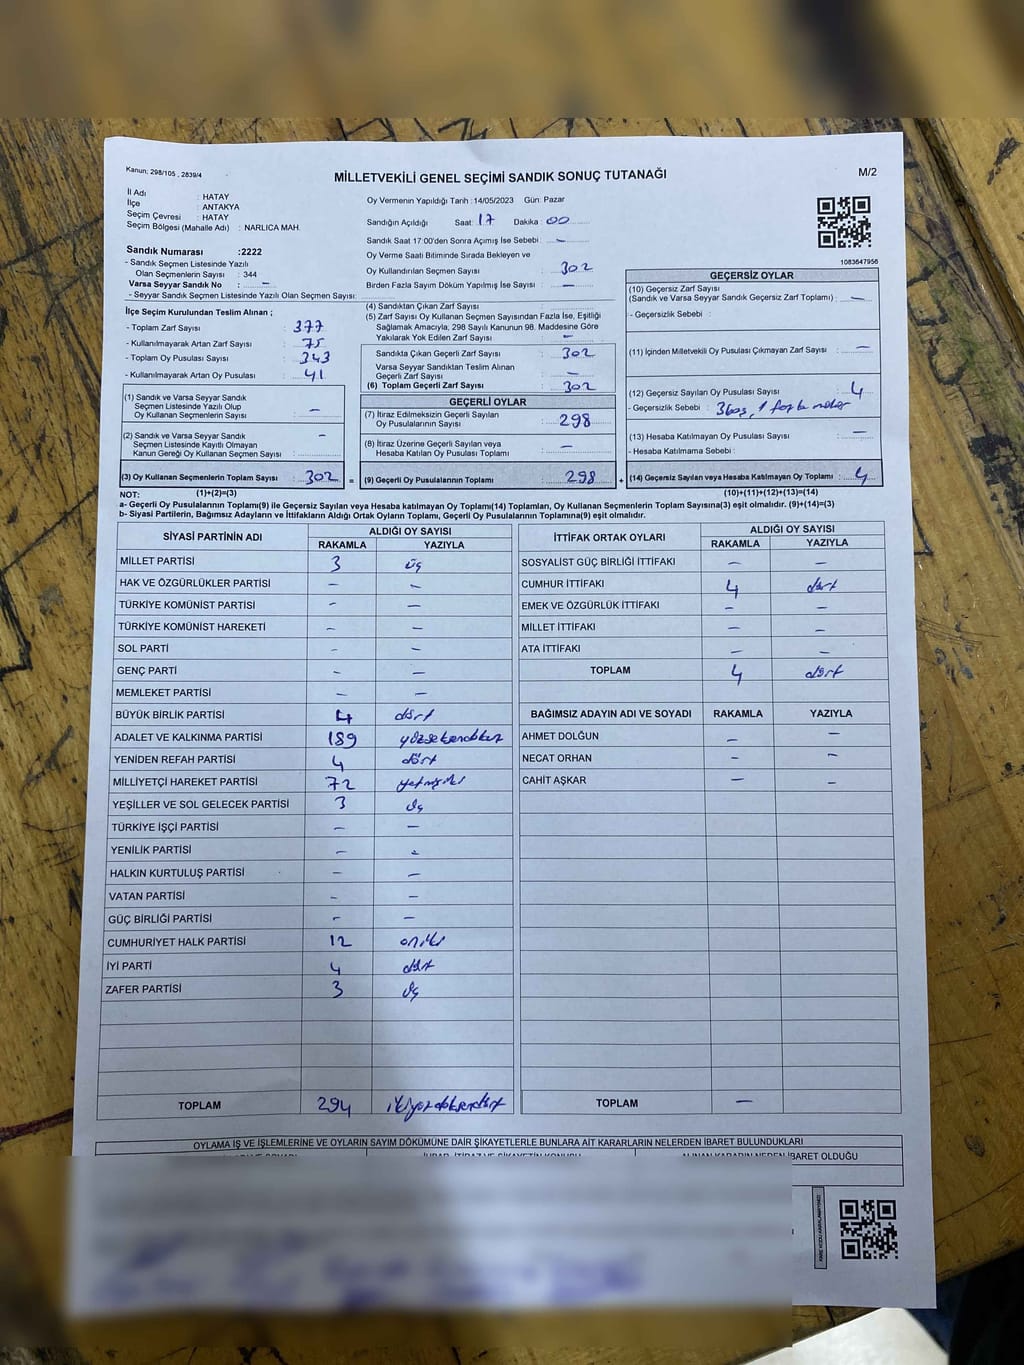 Kanun: 298/105 , 2839/4
MİLLETVEKİLİ GENEL SEÇİMİ SANDIK SONUÇ TUTANAĞI
M/2
İl Adı : HATAY
İlçe : ANTAKYA
Seçim Çevresi : HATAY
Seçim Bölgesi (Mahalle Adı) : NARLICA MAH.
Oy Vermenin Yapıldığı Tarih : 14/05/2023 Gün: Pazar
Sandığın Açıldığı Saat: 17 Dakika : 00
Sandık Saat 17:00'den Sonra Açımış İse Sebebi : –
Oy Verme Saati Bitiminde Sırada Bekleyen ve
Oy Kullandırılan Seçmen Sayısı : 302
Birden Fazla Sayım Döküm Yapılmış İse Sayısı : –
1083647956
Sandık Numarası :2222
- Sandık Seçmen Listesinde Yazılı
Olan Seçmenlerin Sayısı : 344
Varsa Seyyar Sandık No : –
- Seyyar Sandık Seçmen Listesinde Yazılı Olan Seçmen Sayısı:
İlçe Seçim Kurulundan Teslim Alınan ;
- Toplam Zarf Sayısı : 377
- Kullanılmayarak Artan Zarf Sayısı : 75
- Toplam Oy Pusulası Sayısı : 343
- Kullanılmayarak Artan Oy Pusulası : 41
(1) Sandık ve Varsa Seyyar Sandık
Seçmen Listesinde Yazılı Olup
Oy Kullanan Seçmenlerin Sayısı : –
(2) Sandık ve Varsa Seyyar Sandık
Seçmen Listesinde Kayıtlı Olmayan
Kanun Gereği Oy Kullanan Seçmen Sayısı : –
(3) Oy Kullanan Seçmenlerin Toplam Sayısı : 302 =
(4) Sandıktan Çıkan Zarf Sayısı :
(5) Zarf Sayısı Oy Kullanan Seçmen Sayısından Fazla İse, Eşitliği
Sağlamak Amacıyla, 298 Sayılı Kanunun 98. Maddesine Göre
Yakılarak Yok Edilen Zarf Sayısı : –
Sandıkta Çıkan Geçerli Zarf Sayısı : 302
Varsa Seyyar Sandıktan Teslim Alınan
Geçerli Zarf Sayısı : –
(6) Toplam Geçerli Zarf Sayısı : 302
GEÇERLİ OYLAR
(7) İtiraz Edilmeksizin Geçerli Sayılan
Oy Pusulalarının Sayısı : 298
(8) İtiraz Üzerine Geçerli Sayılan veya
Hesaba Katılan Oy Pusulası Toplamı : –
(9) Geçerli Oy Pusulalarının Toplamı : 298 +
GEÇERSİZ OYLAR
(10) Geçersiz Zarf Sayısı
(Sandık ve Varsa Seyyar Sandık Geçersiz Zarf Toplamı) : –
- Geçersizlik Sebebi :
(11) İçinden Milletvekili Oy Pusulası Çıkmayan Zarf Sayısı : –
(12) Geçersiz Sayılan Oy Pusulası Sayısı : 4
- Geçersizlik Sebebi : 3 boş, 1 fazla mühür
(13) Hesaba Katılmayan Oy Pusulası Sayısı : –
- Hesaba Katılmama Sebebi :
(14) Geçersiz Sayılan veya Hesaba Katılmayan Oy Toplamı : 4
NOT: (1)+(2)=(3)
(10)+(11)+(12)+(13)=(14)
a- Geçerli Oy Pusulalarının Toplamı(9) ile Geçersiz Sayılan veya Hesaba katılmayan Oy Toplamı(14) Toplamları, Oy Kullanan Seçmenlerin Toplam Sayısına(3) eşit olmalıdır. (9)+(14)=(3)
b- Siyasi Partilerin, Bağımsız Adayların ve İttifakların Aldığı Ortak Oyların Toplamı, Geçerli Oy Pusulalarının Toplamına(9) eşit olmalıdır.
SİYASİ PARTİNİN ADI
ALDIĞI OY SAYISI
RAKAMLA YAZIYLA
MİLLET PARTİSİ 3 üç
HAK VE ÖZGÜRLÜKLER PARTİSİ – –
TÜRKİYE KOMÜNİST PARTİSİ – –
TÜRKİYE KOMÜNİST HAREKETİ – –
SOL PARTİ – –
GENÇ PARTİ – –
MEMLEKET PARTİSİ – –
BÜYÜK BİRLİK PARTİSİ 4 dört
ADALET VE KALKINMA PARTİSİ 189 yüzseksendokuz
YENİDEN REFAH PARTİSİ 4 dört
MİLLİYETÇİ HAREKET PARTİSİ 72 yetmişiki
YEŞİLLER VE SOL GELECEK PARTİSİ 3 üç
TÜRKİYE İŞÇİ PARTİSİ – –
YENİLİK PARTİSİ – –
HALKIN KURTULUŞ PARTİSİ – –
VATAN PARTİSİ – –
GÜÇ BİRLİĞİ PARTİSİ – –
CUMHURİYET HALK PARTİSİ 12 oniki
İYİ PARTİ 4 dört
ZAFER PARTİSİ 3 üç
TOPLAM 294 ikiyüzdoksandört
İTTİFAK ORTAK OYLARI
ALDIĞI OY SAYISI
RAKAMLA YAZIYLA
SOSYALİST GÜÇ BİRLİĞİ İTTİFAKI – –
CUMHUR İTTİFAKI 4 dört
EMEK VE ÖZGÜRLÜK İTTİFAKI – –
MİLLET İTTİFAKI – –
ATA İTTİFAKI – –
TOPLAM 4 dört
BAĞIMSIZ ADAYIN ADI VE SOYADI RAKAMLA YAZIYLA
AHMET DOLĞUN – –
NECAT ORHAN – –
CAHİT AŞKAR – –
TOPLAM –
OYLAMA İŞ VE İŞLEMLERİNE VE OYLARIN SAYIM DÖKÜMÜNE DAİR ŞİKAYETLERLE BUNLARA AİT KARARLARIN NELERDEN İBARET BULUNDUKLARI
ALINAN KARARIN NEDEN İBARET OLDUĞU